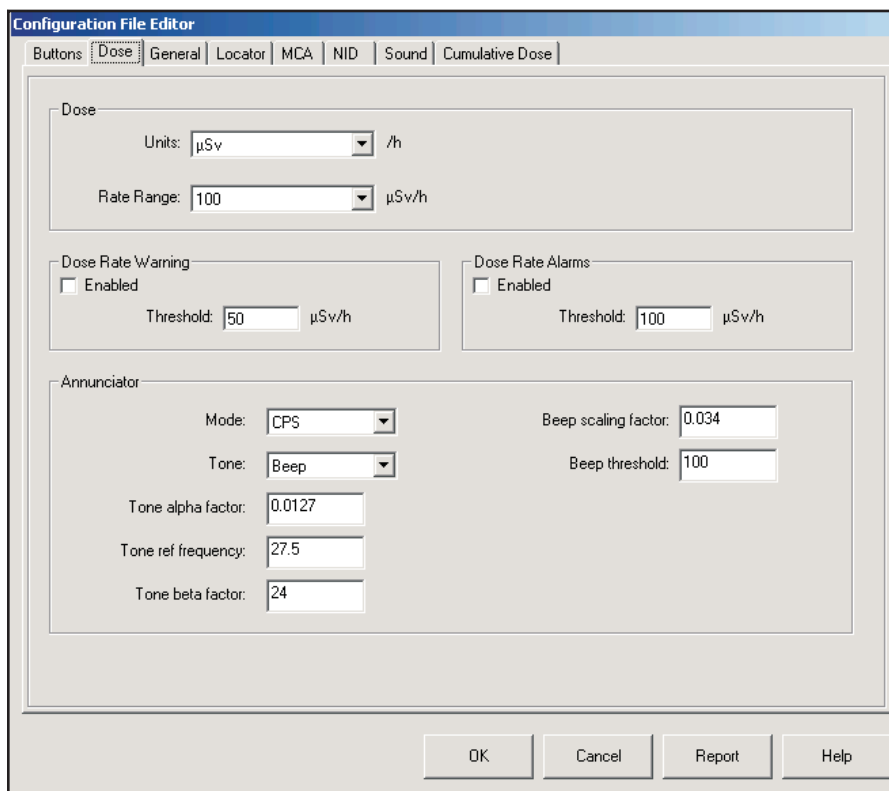 Configuration File Editor
Buttons Dose General Locator MCA NID Sound Cumulative Dose
Dose
Units: µSv /h
Rate Range: 100 µSv/h
Dose Rate Warning
Enabled
Threshold: 50 µSv/h
Dose Rate Alarms
Enabled
Threshold: 100 µSv/h
Annunciator
Mode: CPS
Beep scaling factor: 0.034
Tone: Beep
Beep threshold: 100
Tone alpha factor: 0.0127
Tone ref frequency: 27.5
Tone beta factor: 24
OK Cancel Report Help